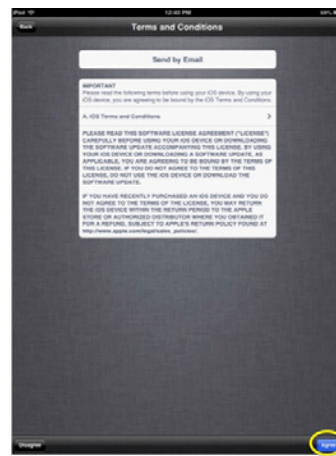 iPad 12:40 PM
Back Terms and Conditions
Send by Email
IMPORTANT
Please read the following terms before using your iOS device. By using your
iOS device, you are agreeing to be bound by the iOS Terms and Conditions.
A. iOS Terms and Conditions
PLEASE READ THIS SOFTWARE LICENSE AGREEMENT ("LICENSE")
CAREFULLY BEFORE USING YOUR IOS DEVICE OR DOWNLOADING
THE SOFTWARE UPDATE ACCOMPANYING THIS LICENSE. BY USING
YOUR IOS DEVICE OR DOWNLOADING A SOFTWARE UPDATE, AS
APPLICABLE, YOU ARE AGREEING TO BE BOUND BY THE TERMS OF
THIS LICENSE. IF YOU DO NOT AGREE TO THE TERMS OF THIS
LICENSE, DO NOT USE THE IOS DEVICE OR DOWNLOAD THE
SOFTWARE UPDATE.
IF YOU HAVE RECENTLY PURCHASED AN IOS DEVICE AND YOU DO
NOT AGREE TO THE TERMS OF THE LICENSE, YOU MAY RETURN
THE IOS DEVICE WITHIN THE RETURN PERIOD TO THE APPLE
STORE OR AUTHORIZED DISTRIBUTOR WHERE YOU OBTAINED IT
FOR A REFUND, SUBJECT TO APPLE'S RETURN POLICY FOUND AT
http://www.apple.com/legal/sales_policies/.
Disagree Agree